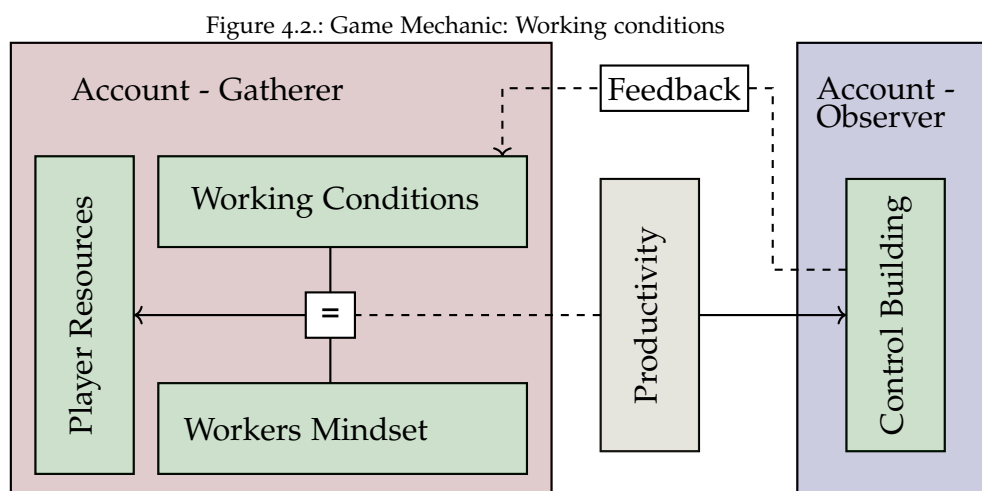 Figure 4.2.: Game Mechanic: Working conditions
Account - Gatherer
Feedback
Account -
Observer
Player Resources
Working Conditions
=
Workers Mindset
Productivity
Control Building